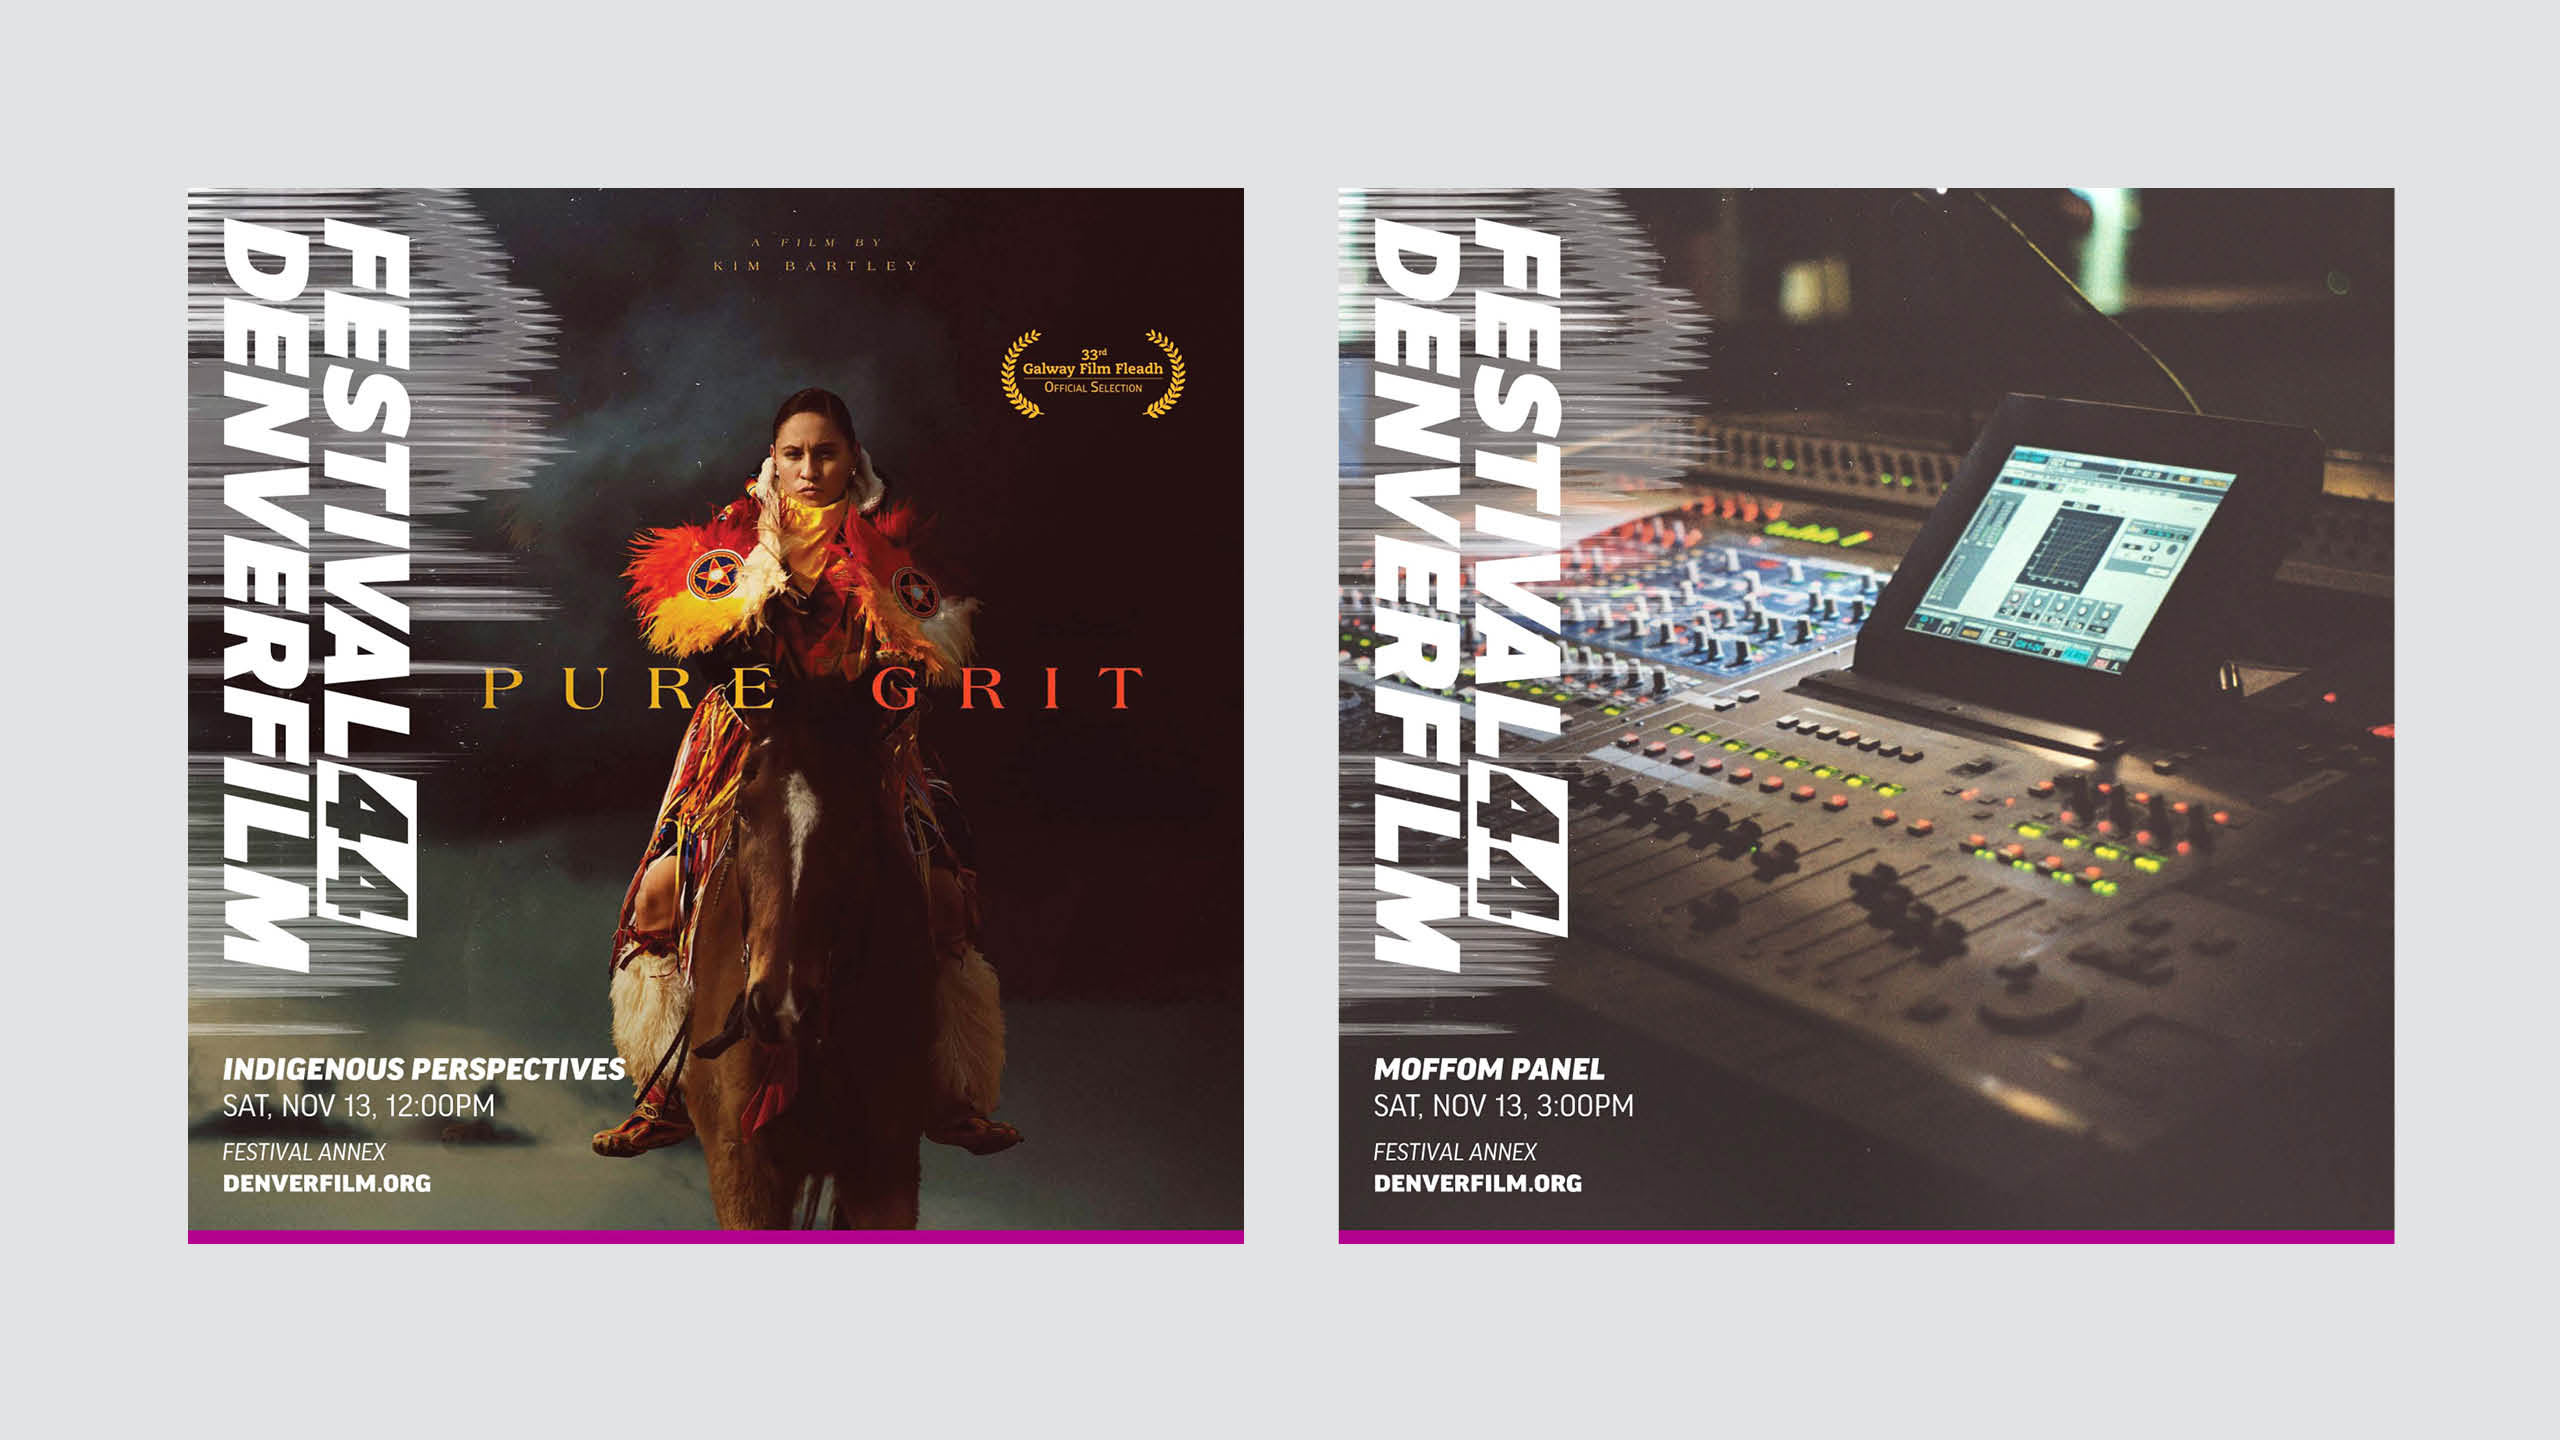 DENVERFILM
FESTIVAL 44
A FILM BY
KIM BARTLEY
33rd
Galway Film Fleadh
OFFICIAL SELECTION
PURE GRIT
INDIGENOUS PERSPECTIVES
SAT, NOV 13, 12:00PM
FESTIVAL ANNEX
DENVERFILM.ORG
DENVERFILM
FESTIVAL 44
MOFFOM PANEL
SAT, NOV 13, 3:00PM
FESTIVAL ANNEX
DENVERFILM.ORG